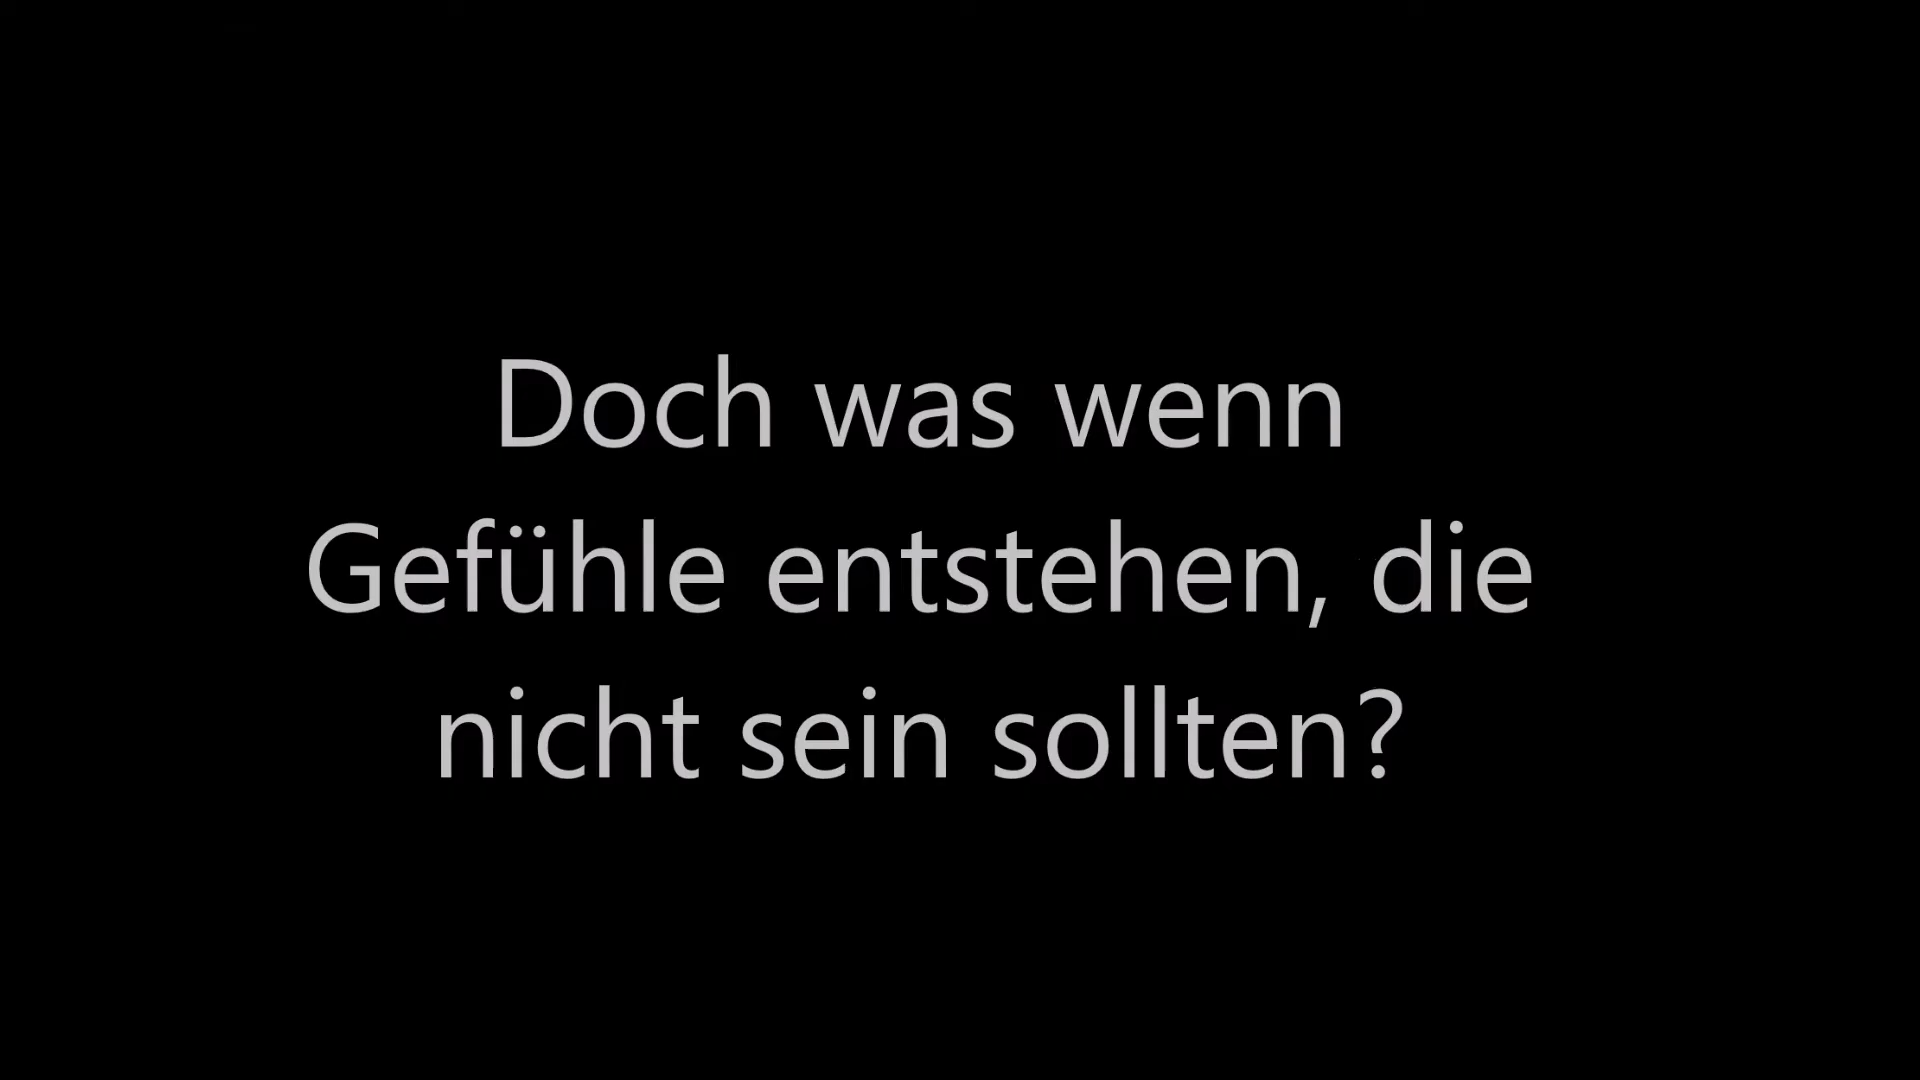 Doch was wenn
Gefühle entstehen, die
nicht sein sollten?